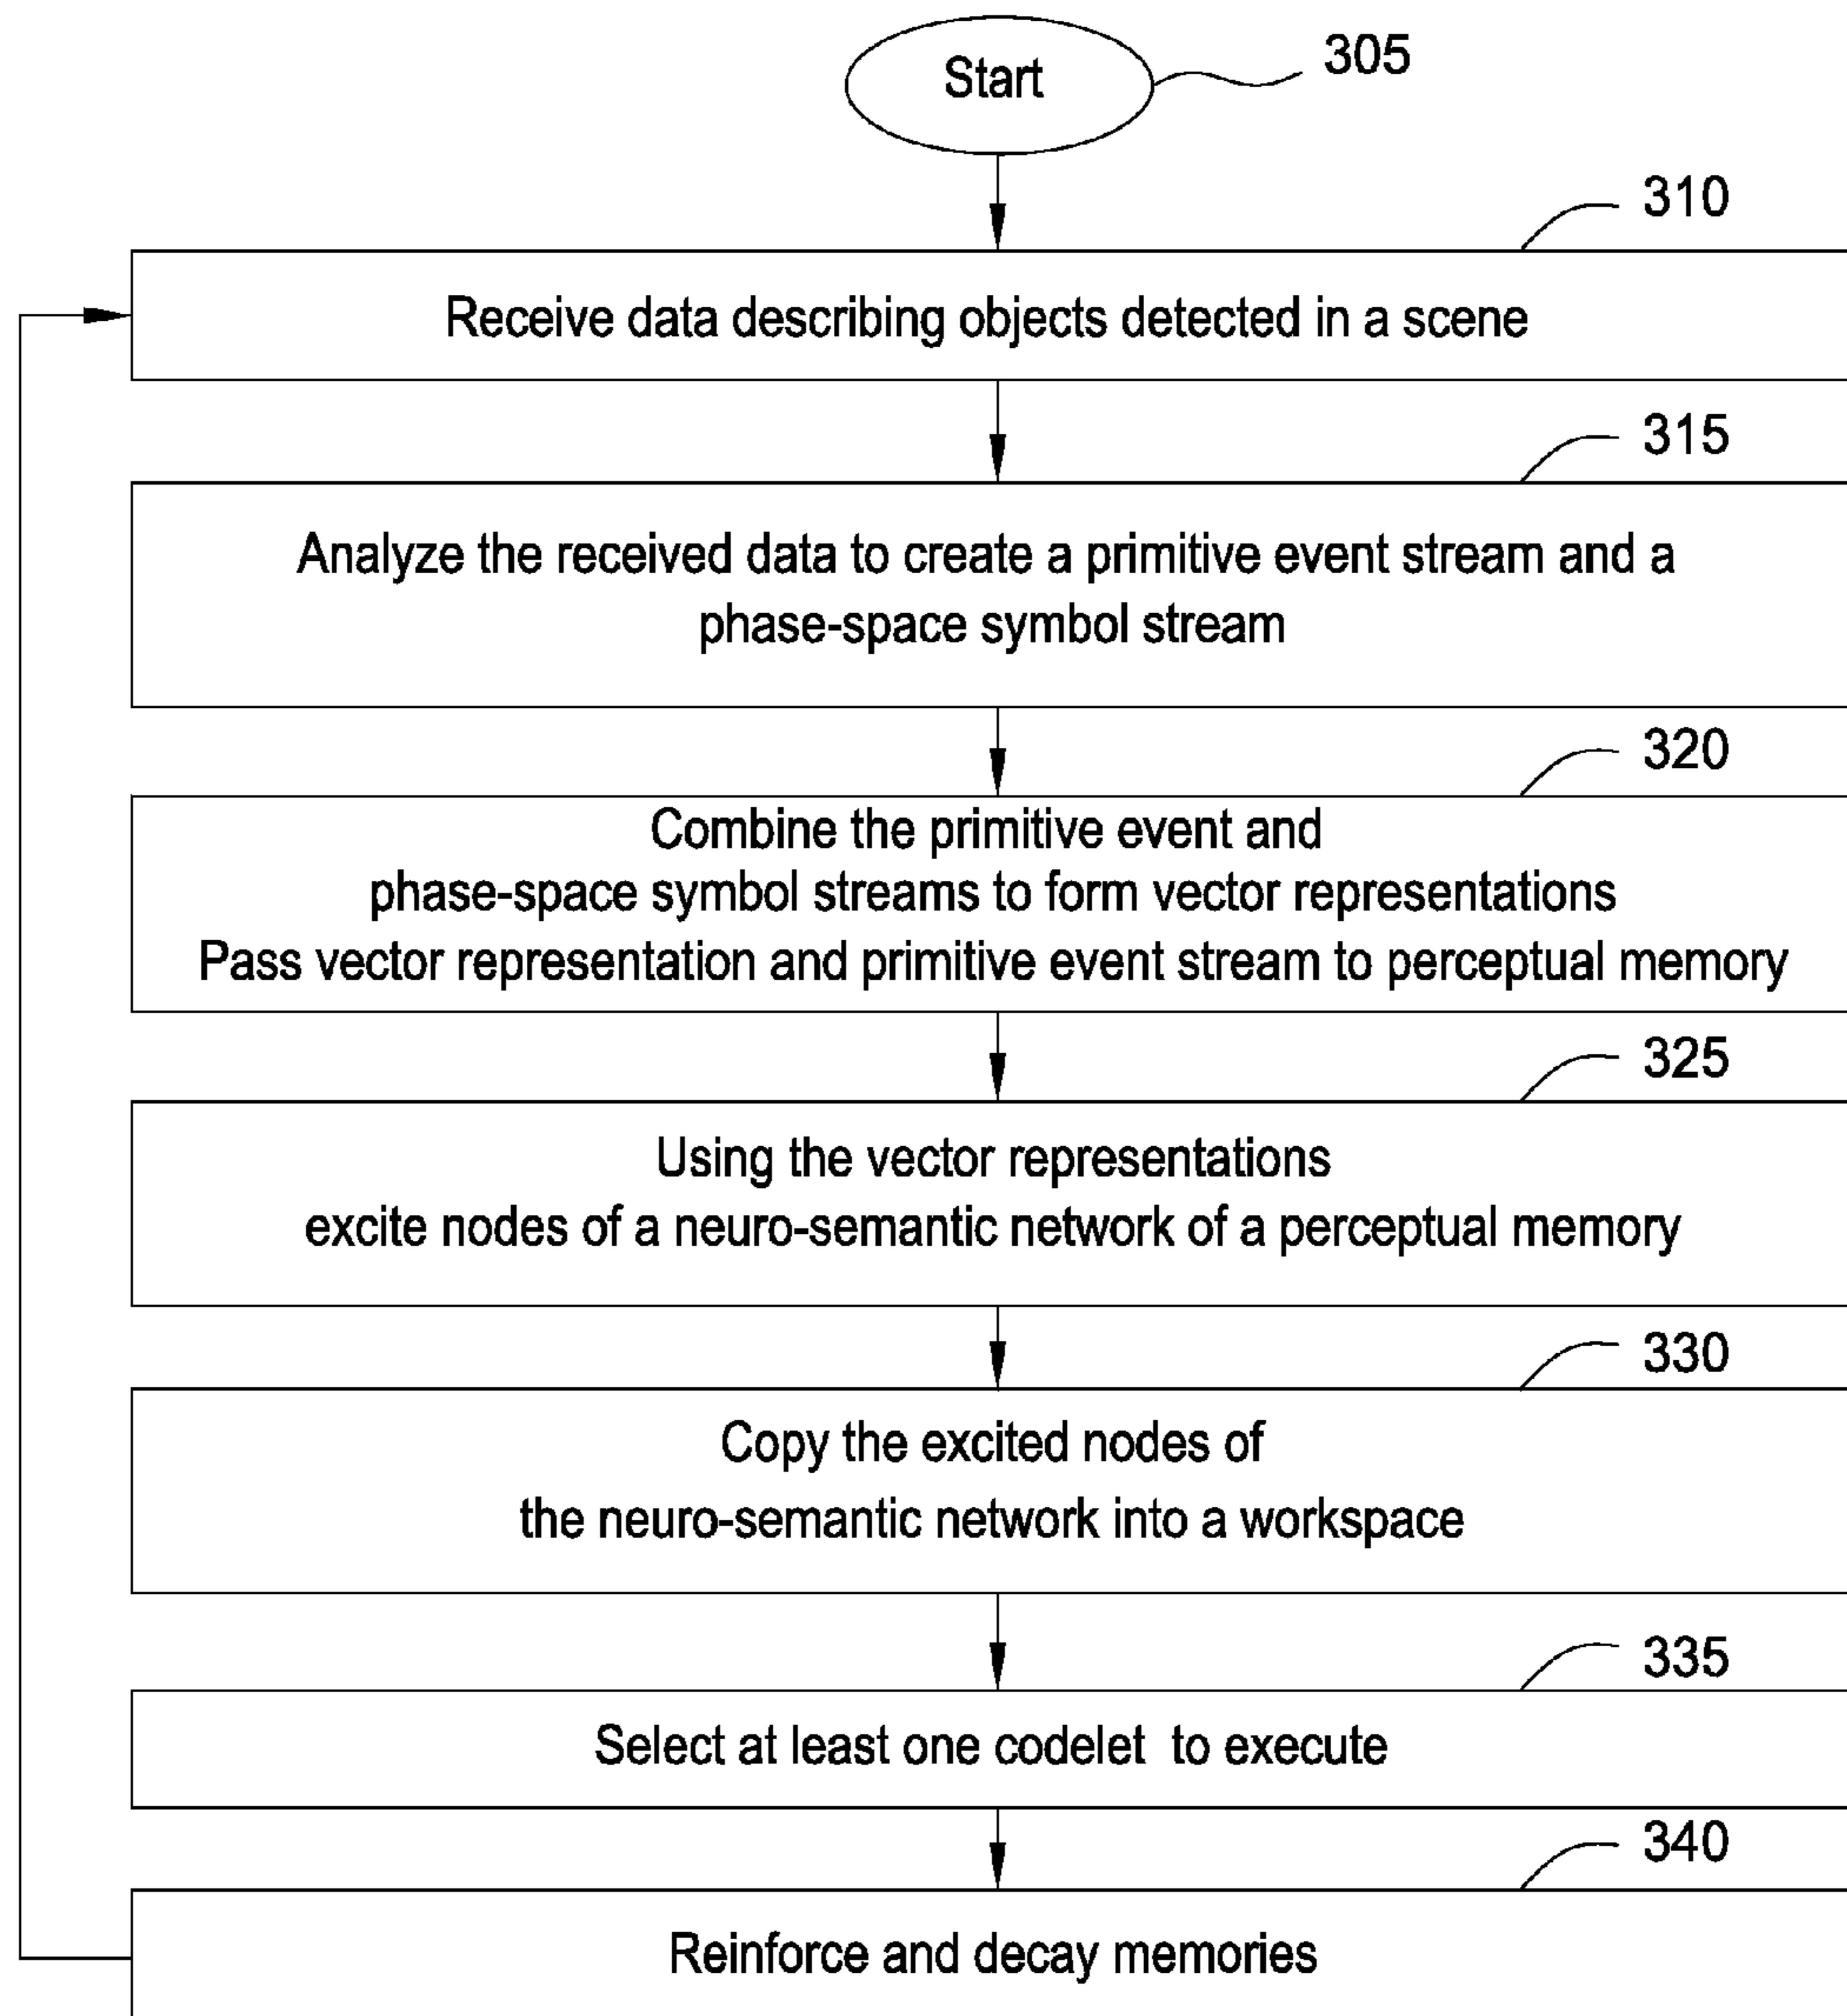 Start
305
310
Receive data describing objects detected in a scene
315
Analyze the received data to create a primitive event stream and a
phase-space symbol stream
320
Combine the primitive event and
phase-space symbol streams to form vector representations
Pass vector representation and primitive event stream to perceptual memory
325
Using the vector representations
excite nodes of a neuro-semantic network of a perceptual memory
330
Copy the excited nodes of
the neuro-semantic network into a workspace
335
Select at least one codelet to execute
340
Reinforce and decay memories